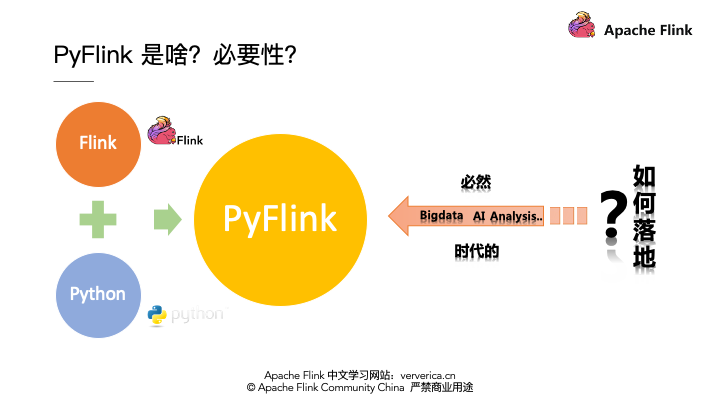 Apache Flink
PyFlink 是啥？必要性？
Flink
Flink
PyFlink
Python
python
必然
Bigdata AI Analysis..
时代的
?
如何落地
Apache Flink 中文学习网站：ververica.cn
© Apache Flink Community China 严禁商业用途